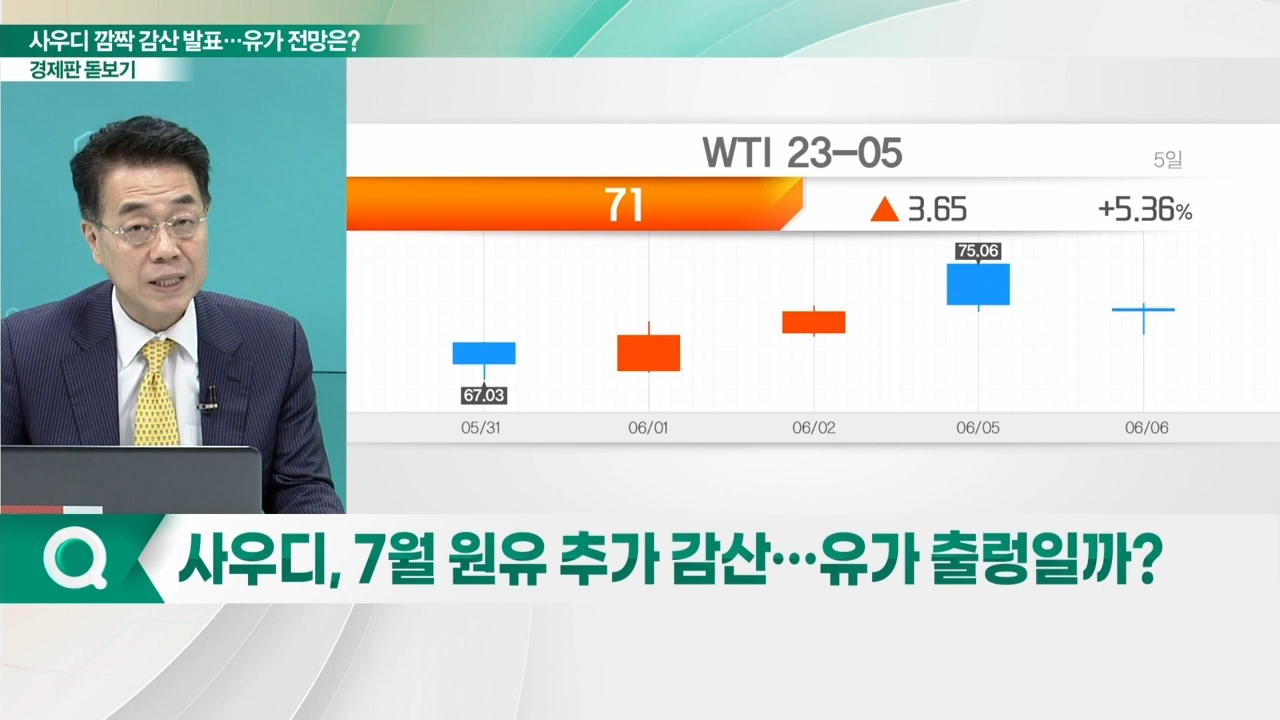 사우디 깜짝 감산 발표…유가 전망은?
경제판 돋보기
WTI 23-05
5일
71 ▲ 3.65 +5.36%
75.06
67.03
05/31 06/01 06/02 06/05 06/06
사우디, 7월 원유 추가 감산…유가 출렁일까?